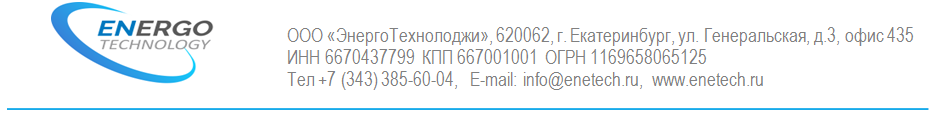 ENERGO
TECHNOLOGY
ООО «ЭнергоТехнолоджи», 620062, г. Екатеринбург, ул. Генеральская, д.3, офис 435
ИНН 6670437799 КПП 667001001 ОГРН 1169658065125
Тел +7 (343) 385-60-04, E-mail: info@enetech.ru, www.enetech.ru